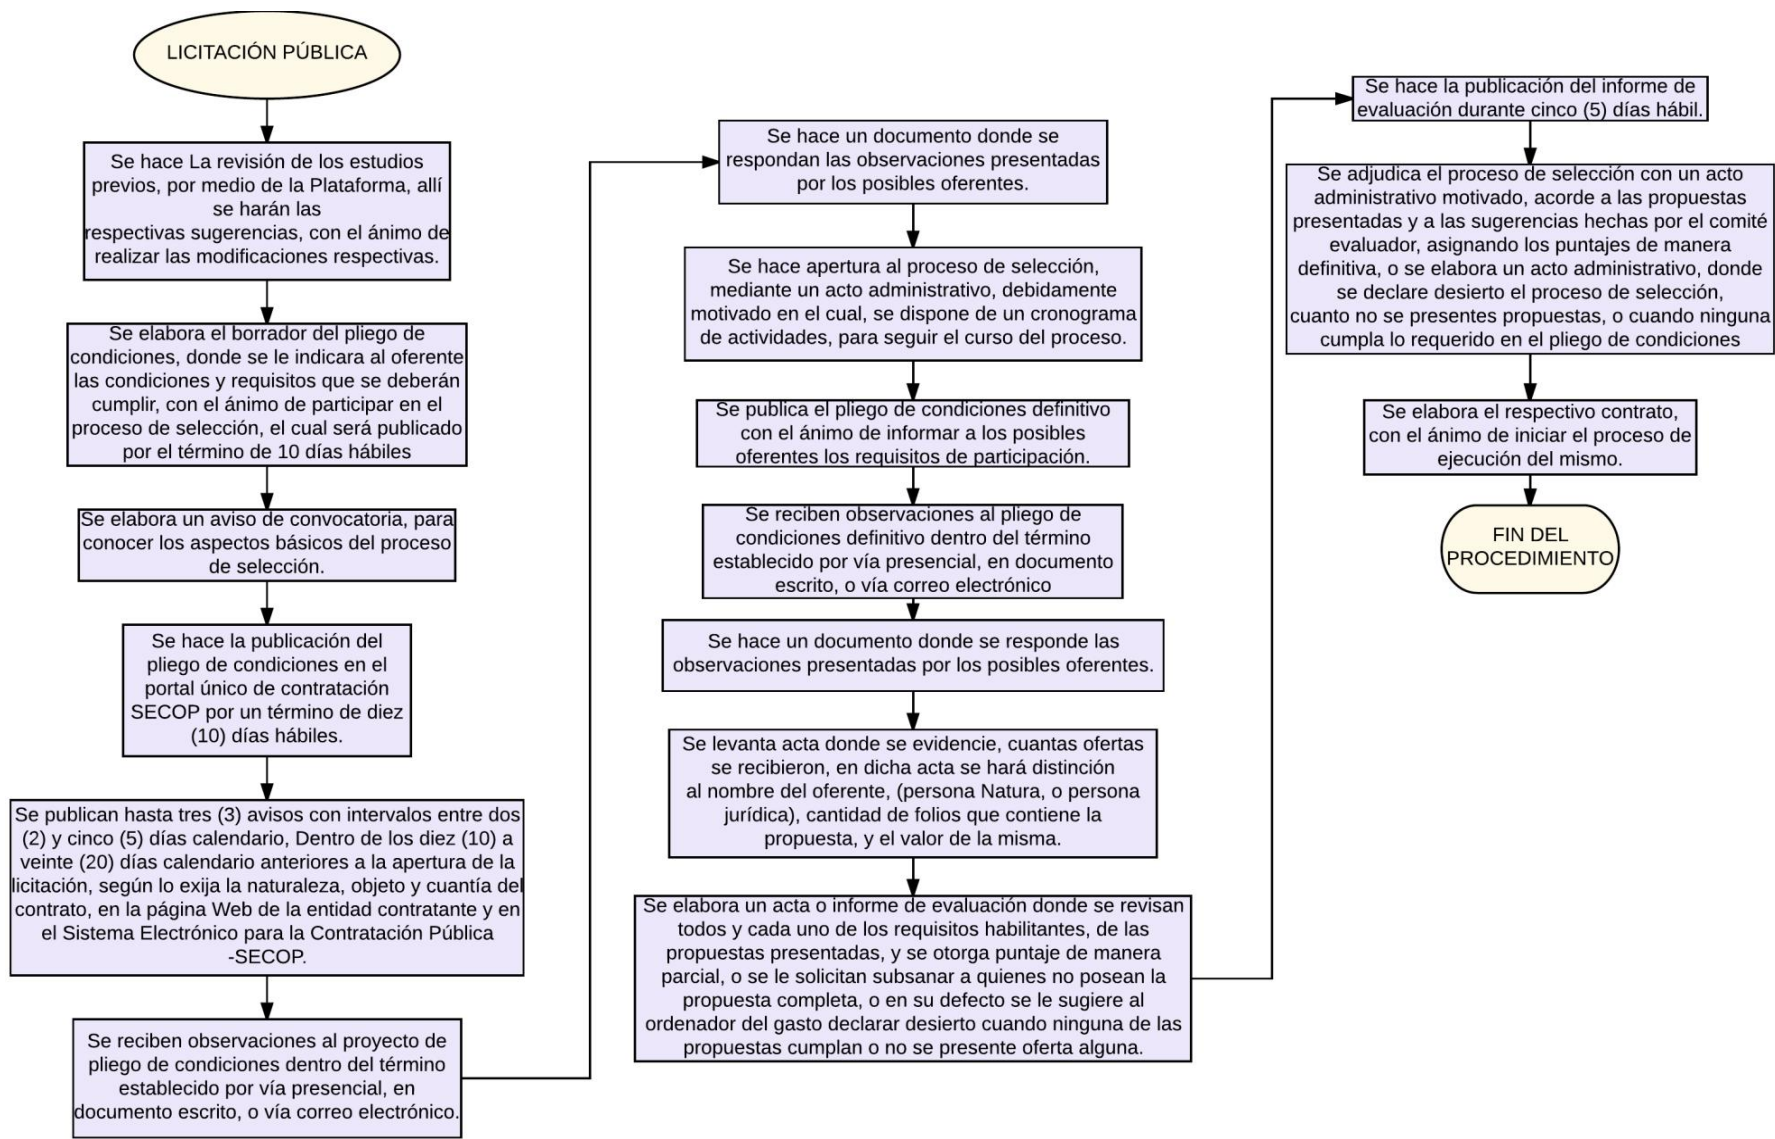 LICITACIÓN PÚBLICA
Se hace La revisión de los estudios
previos, por medio de la Plataforma, allí
se harán las
respectivas sugerencias, con el ánimo de
realizar las modificaciones respectivas.
Se elabora el borrador del pliego de
condiciones, donde se le indicara al oferente
las condiciones y requisitos que se deberán
cumplir, con el ánimo de participar en el
proceso de selección, el cual será publicado
por el término de 10 días hábiles
Se elabora un aviso de convocatoria, para
conocer los aspectos básicos del proceso
de selección.
Se hace la publicación del
pliego de condiciones en el
portal único de contratación
SECOP por un término de diez
(10) días hábiles.
Se publican hasta tres (3) avisos con intervalos entre dos
(2) y cinco (5) días calendario, Dentro de los diez (10) a
veinte (20) días calendario anteriores a la apertura de la
licitación, según lo exija la naturaleza, objeto y cuantía del
contrato, en la página Web de la entidad contratante y en
el Sistema Electrónico para la Contratación Pública
-SECOP.
Se reciben observaciones al proyecto de
pliego de condiciones dentro del término
establecido por vía presencial, en
documento escrito, o vía correo electrónico.
Se hace un documento donde se
respondan las observaciones presentadas
por los posibles oferentes.
Se hace apertura al proceso de selección,
mediante un acto administrativo, debidamente
motivado en el cual, se dispone de un cronograma
de actividades, para seguir el curso del proceso.
Se publica el pliego de condiciones definitivo
con el ánimo de informar a los posibles
oferentes los requisitos de participación.
Se reciben observaciones al pliego de
condiciones definitivo dentro del término
establecido por vía presencial, en documento
escrito, o vía correo electrónico
Se hace un documento donde se responde las
observaciones presentadas por los posibles oferentes.
Se levanta acta donde se evidencie, cuantas ofertas
se recibieron, en dicha acta se hará distinción
al nombre del oferente, (persona Natura, o persona
jurídica), cantidad de folios que contiene la
propuesta, y el valor de la misma.
Se elabora un acta o informe de evaluación donde se revisan
todos y cada uno de los requisitos habilitantes, de las
propuestas presentadas, y se otorga puntaje de manera
parcial, o se le solicitan subsanar a quienes no posean la
propuesta completa, o en su defecto se le sugiere al
ordenador del gasto declarar desierto cuando ninguna de las
propuestas cumplan o no se presente oferta alguna.
Se hace la publicación del informe de
evaluación durante cinco (5) días hábil.
Se adjudica el proceso de selección con un acto
administrativo motivado, acorde a las propuestas
presentadas y a las sugerencias hechas por el comité
evaluador, asignando los puntajes de manera
definitiva, o se elabora un acto administrativo, donde
se declare desierto el proceso de selección,
cuanto no se presentes propuestas, o cuando ninguna
cumpla lo requerido en el pliego de condiciones
Se elabora el respectivo contrato,
con el ánimo de iniciar el proceso de
ejecución del mismo.
FIN DEL
PROCEDIMIENTO